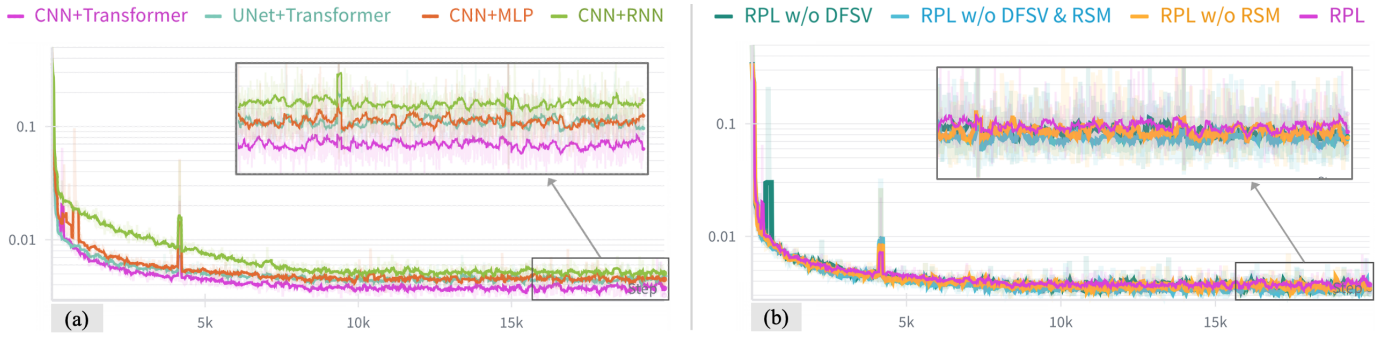 CNN+Transformer UNet+Transformer CNN+MLP CNN+RNN
0.1
0.01
Step
5k 10k 15k
(a)
RPL w/o DFSV RPL w/o DFSV & RSM RPL w/o RSM RPL
0.1
0.01
Step
5k 10k 15k
(b)